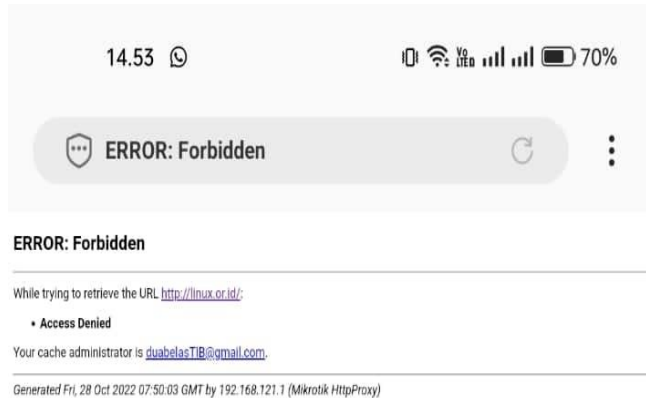 14.53 Vo LTE 70%
ERROR: Forbidden
ERROR: Forbidden
While trying to retrieve the URL http://linux.or.id/:
• Access Denied
Your cache administrator is duabelasTIB@gmail.com.
Generated Fri, 28 Oct 2022 07:50:03 GMT by 192.168.121.1 (Mikrotik HttpProxy)